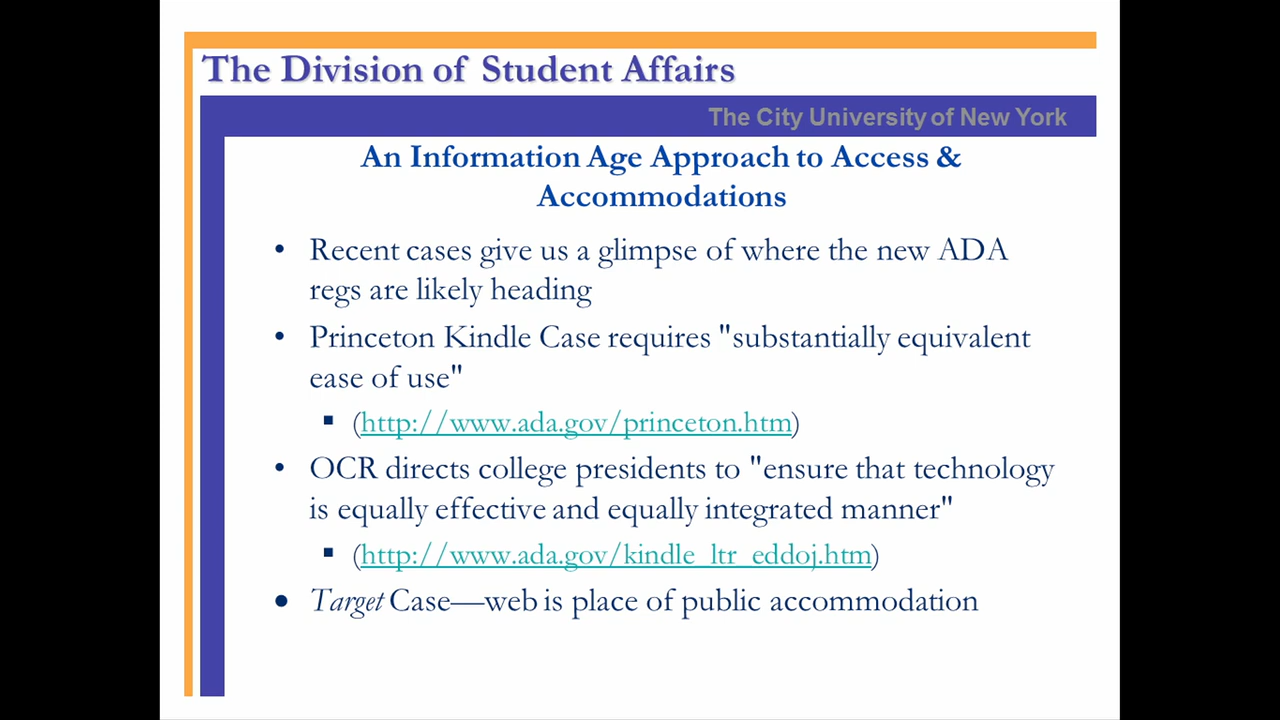 The Division of Student Affairs
The City University of New York
An Information Age Approach to Access &
Accommodations
• Recent cases give us a glimpse of where the new ADA
regs are likely heading
• Princeton Kindle Case requires "substantially equivalent
ease of use"
▪ (http://www.ada.gov/princeton.htm)
• OCR directs college presidents to "ensure that technology
is equally effective and equally integrated manner"
▪ (http://www.ada.gov/kindle_ltr_eddoj.htm)
• Target Case—web is place of public accommodation